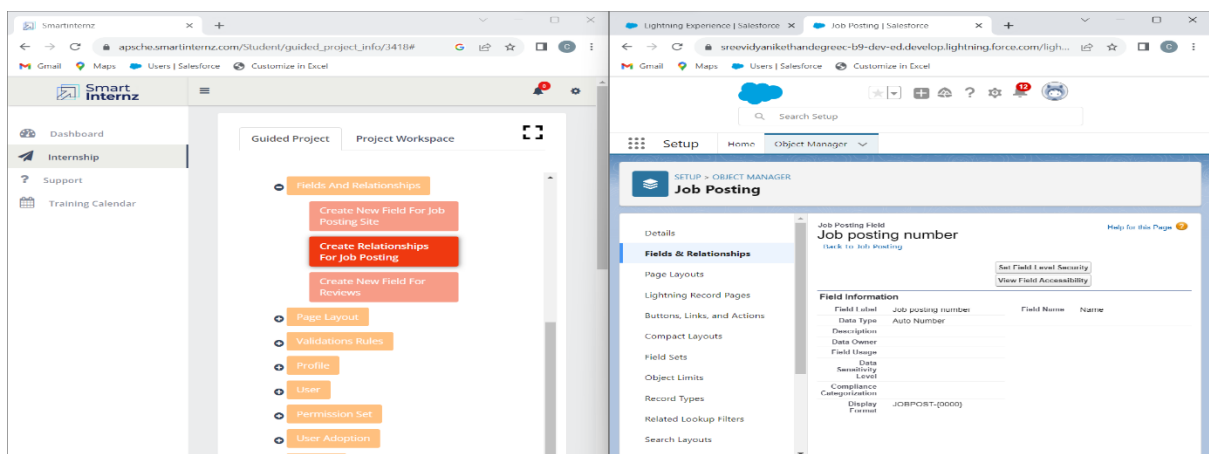 Smartinternz
apsche.smartinternz.com/Student/guided_project_info/3418#
Gmail
Maps
Users | Salesforce
Customize in Excel
Smart
Internz
Dashboard
Internship
Support
Training Calendar
Guided Project
Project Workspace
Fields And Relationships
Create New Field For Job
Posting Site
Create Relationships
For Job Posting
Create New Field For
Reviews
Page Layout
Validations Rules
Profile
User
Permission Set
User Adoption
Lightning Experience | Salesforce
Job Posting | Salesforce
sreevidyanikethandegreec-b9-dev-ed.develop.lightning.force.com/ligh...
Gmail
Maps
Users | Salesforce
Customize in Excel
12
Search Setup
Setup
Home
Object Manager
SETUP > OBJECT MANAGER
Job Posting
Details
Fields & Relationships
Page Layouts
Lightning Record Pages
Buttons, Links, and Actions
Compact Layouts
Field Sets
Object Limits
Record Types
Related Lookup Filters
Search Layouts
Job Posting Field
Job posting number
Back to Job Posting
Help for this Page
Set Field Level Security
View Field Accessibility
Field Information
Field Label Job posting number Field Name Name
Data Type Auto Number
Description
Data Owner
Field Usage
Data
Sensitivity
Level
Compliance
Categorization
Display
Format JOBPOST-{0000}